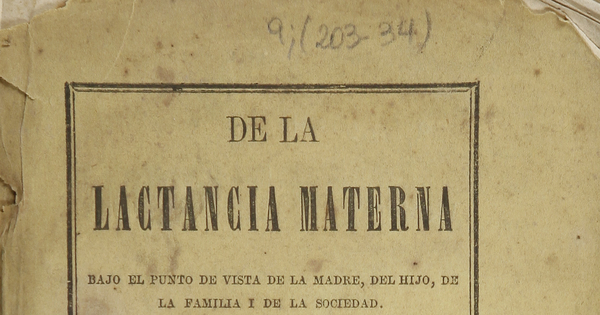 9; (203-34)
DE LA
LACTANCIA MATERNA
BAJO EL PUNTO DE VISTA DE LA MADRE, DEL HIJO, DE
LA FAMILIA I DE LA SOCIEDAD.